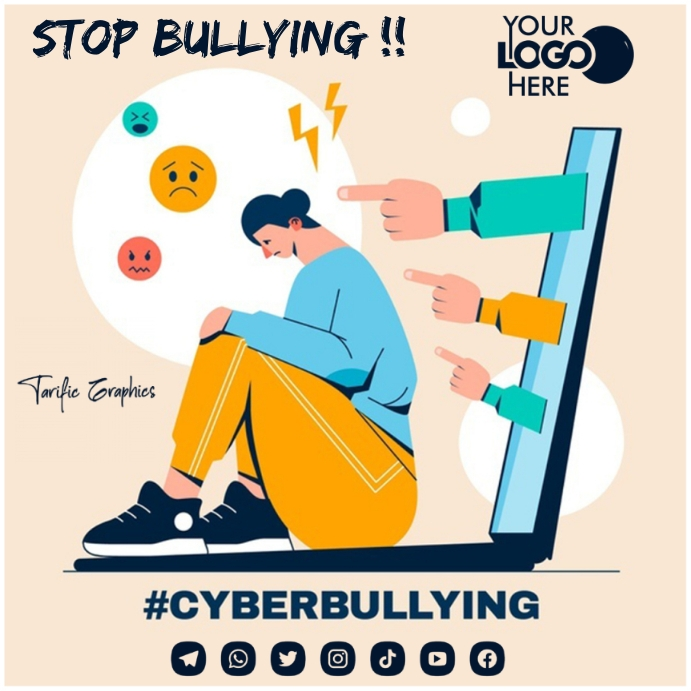 STOP BULLYING !!
YOUR
LOGO
HERE
Tarific Graphics
#CYBERBULLYING